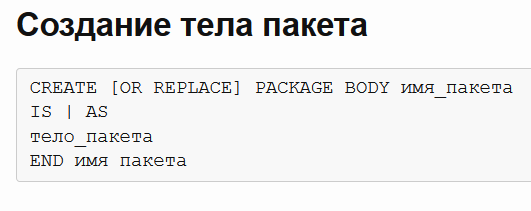 Создание тела пакета
CREATE [OR REPLACE] PACKAGE BODY имя_пакета
IS | AS
тело_пакета
END имя пакета